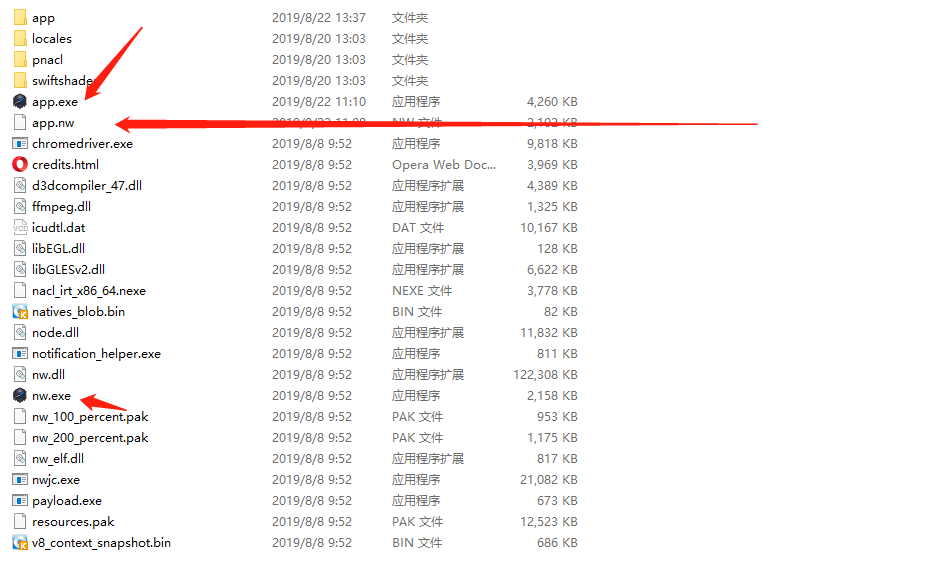 app 2019/8/22 13:37 文件夹
locales 2019/8/20 13:03 文件夹
pnacl 2019/8/20 13:03 文件夹
swiftshader 2019/8/20 13:03 文件夹
app.exe 2019/8/22 11:10 应用程序 4,260 KB
app.nw 2019/8/22 NW 文件 2,102 KB
chromedriver.exe 2019/8/8 9:52 应用程序 9,818 KB
credits.html 2019/8/8 9:52 Opera Web Doc... 3,969 KB
d3dcompiler_47.dll 2019/8/8 9:52 应用程序扩展 4,389 KB
ffmpeg.dll 2019/8/8 9:52 应用程序扩展 1,325 KB
icudtl.dat 2019/8/8 9:52 DAT 文件 10,167 KB
libEGL.dll 2019/8/8 9:52 应用程序扩展 128 KB
libGLESv2.dll 2019/8/8 9:52 应用程序扩展 6,622 KB
nacl_irt_x86_64.nexe 2019/8/8 9:52 NEXE 文件 3,778 KB
natives_blob.bin 2019/8/8 9:52 BIN 文件 82 KB
node.dll 2019/8/8 9:52 应用程序扩展 11,832 KB
notification_helper.exe 2019/8/8 9:52 应用程序 811 KB
nw.dll 2019/8/8 9:52 应用程序扩展 122,308 KB
nw.exe 2019/8/8 9:52 应用程序 2,158 KB
nw_100_percent.pak 2019/8/8 9:52 PAK 文件 953 KB
nw_200_percent.pak 2019/8/8 9:52 PAK 文件 1,175 KB
nw_elf.dll 2019/8/8 9:52 应用程序扩展 817 KB
nwjc.exe 2019/8/8 9:52 应用程序 21,082 KB
payload.exe 2019/8/8 9:52 应用程序 673 KB
resources.pak 2019/8/8 9:52 PAK 文件 12,523 KB
v8_context_snapshot.bin 2019/8/8 9:52 BIN 文件 686 KB